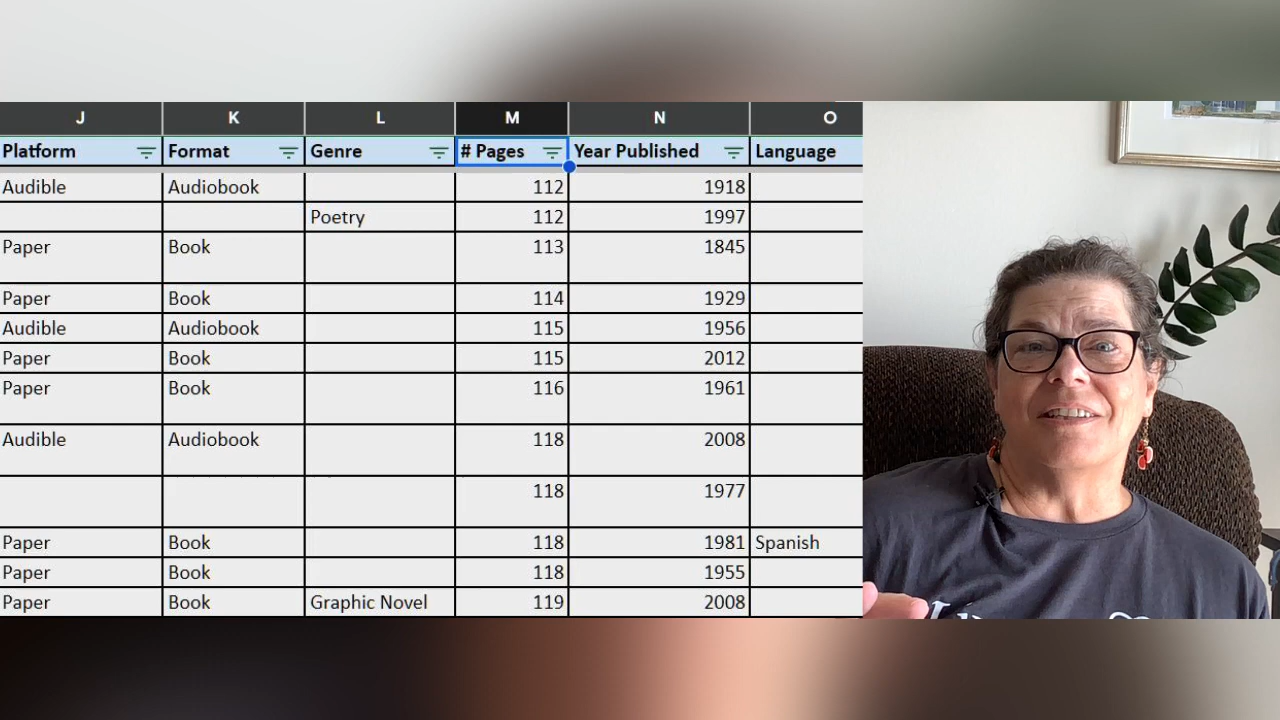 J K L M N O
Platform Format Genre # Pages Year Published Language
Audible Audiobook 112 1918
Poetry 112 1997
Paper Book 113 1845
Paper Book 114 1929
Audible Audiobook 115 1956
Paper Book 115 2012
Paper Book 116 1961
Audible Audiobook 118 2008
118 1977
Paper Book 118 1981 Spanish
Paper Book 118 1955
Paper Book Graphic Novel 119 2008